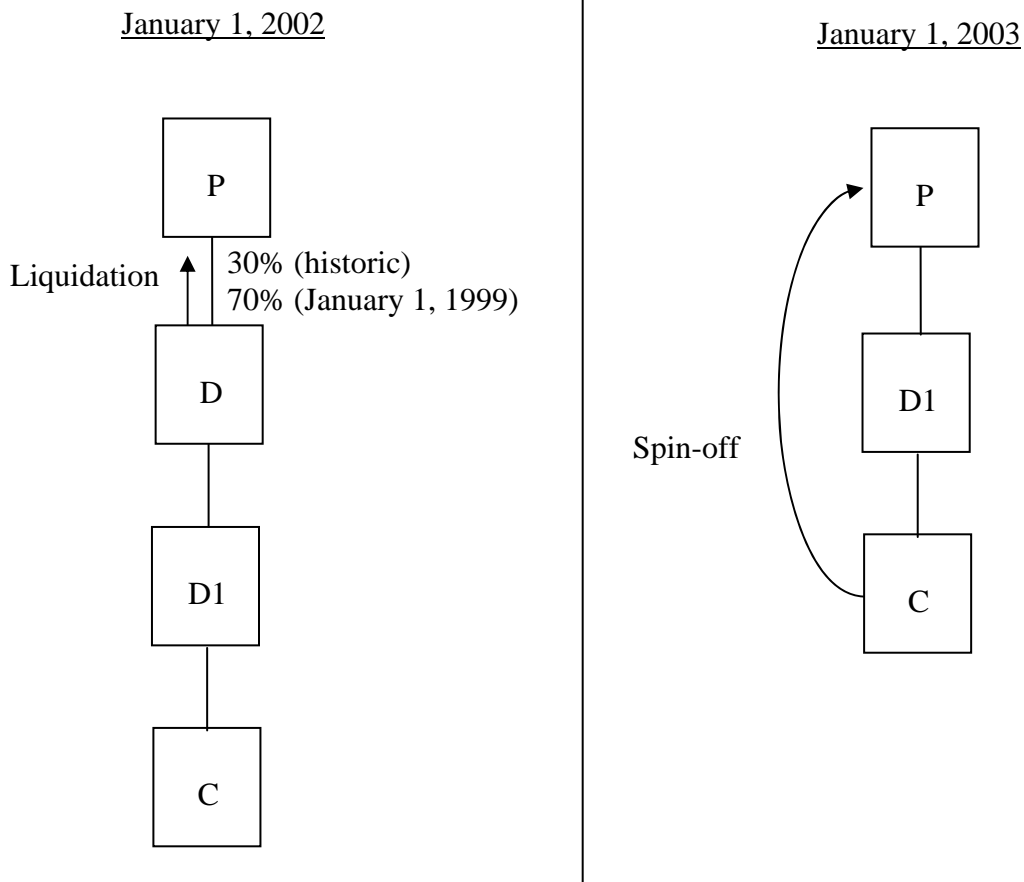 January 1, 2002
P
Liquidation
30% (historic)
70% (January 1, 1999)
D
D1
C
January 1, 2003
P
D1
Spin-off
C